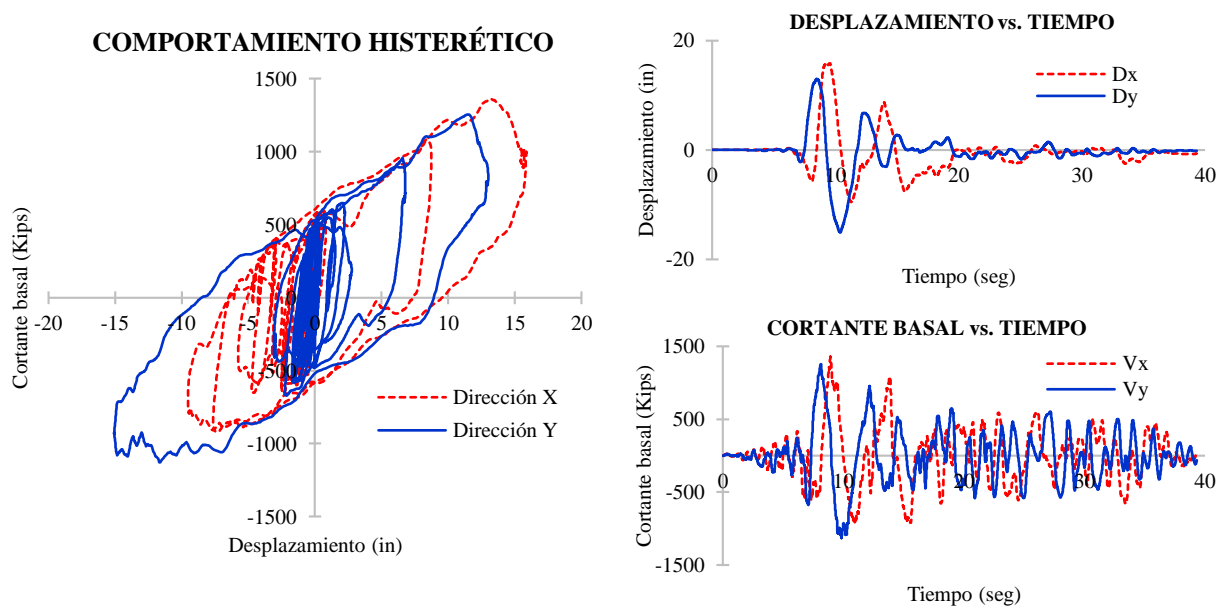 COMPORTAMIENTO HISTERÉTICO
1500
1000
500
0
-500
-1000
-1500
-20
-15
-10
-5
0
5
10
15
20
Cortante basal (Kips)
Desplazamiento (in)
Dirección X
Dirección Y
DESPLAZAMIENTO vs. TIEMPO
20
0
-20
0
10
20
30
40
Desplazamiento (in)
Tiempo (seg)
Dx
Dy
CORTANTE BASAL vs. TIEMPO
1500
500
-500
-1500
0
10
20
30
40
Cortante basal (Kips)
Tiempo (seg)
Vx
Vy